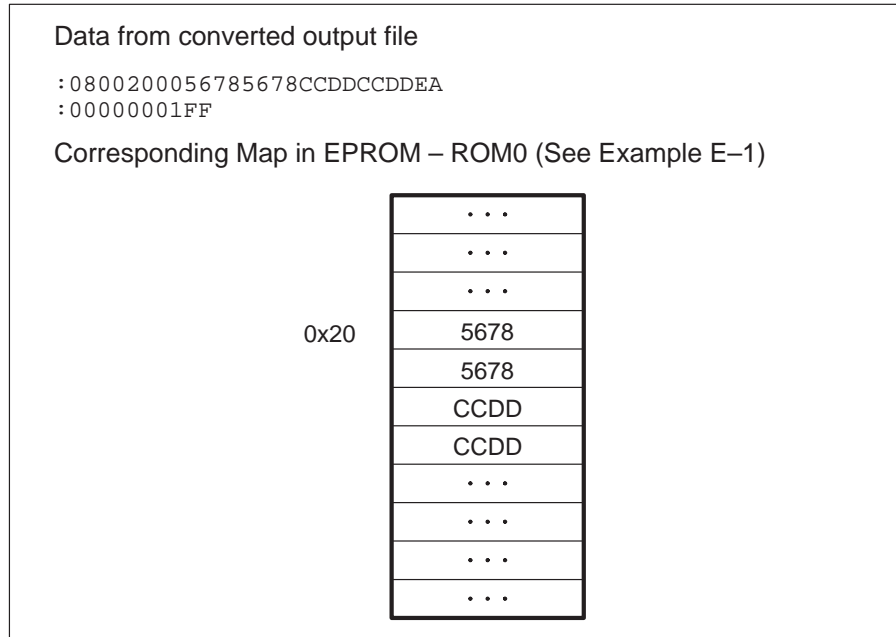 Data from converted output file
:0800200056785678CCDDCCDDEA
:00000001FF
Corresponding Map in EPROM – ROM0 (See Example E–1)
. . .
. . .
. . .
0x20 5678
5678
CCDD
CCDD
. . .
. . .
. . .
. . .